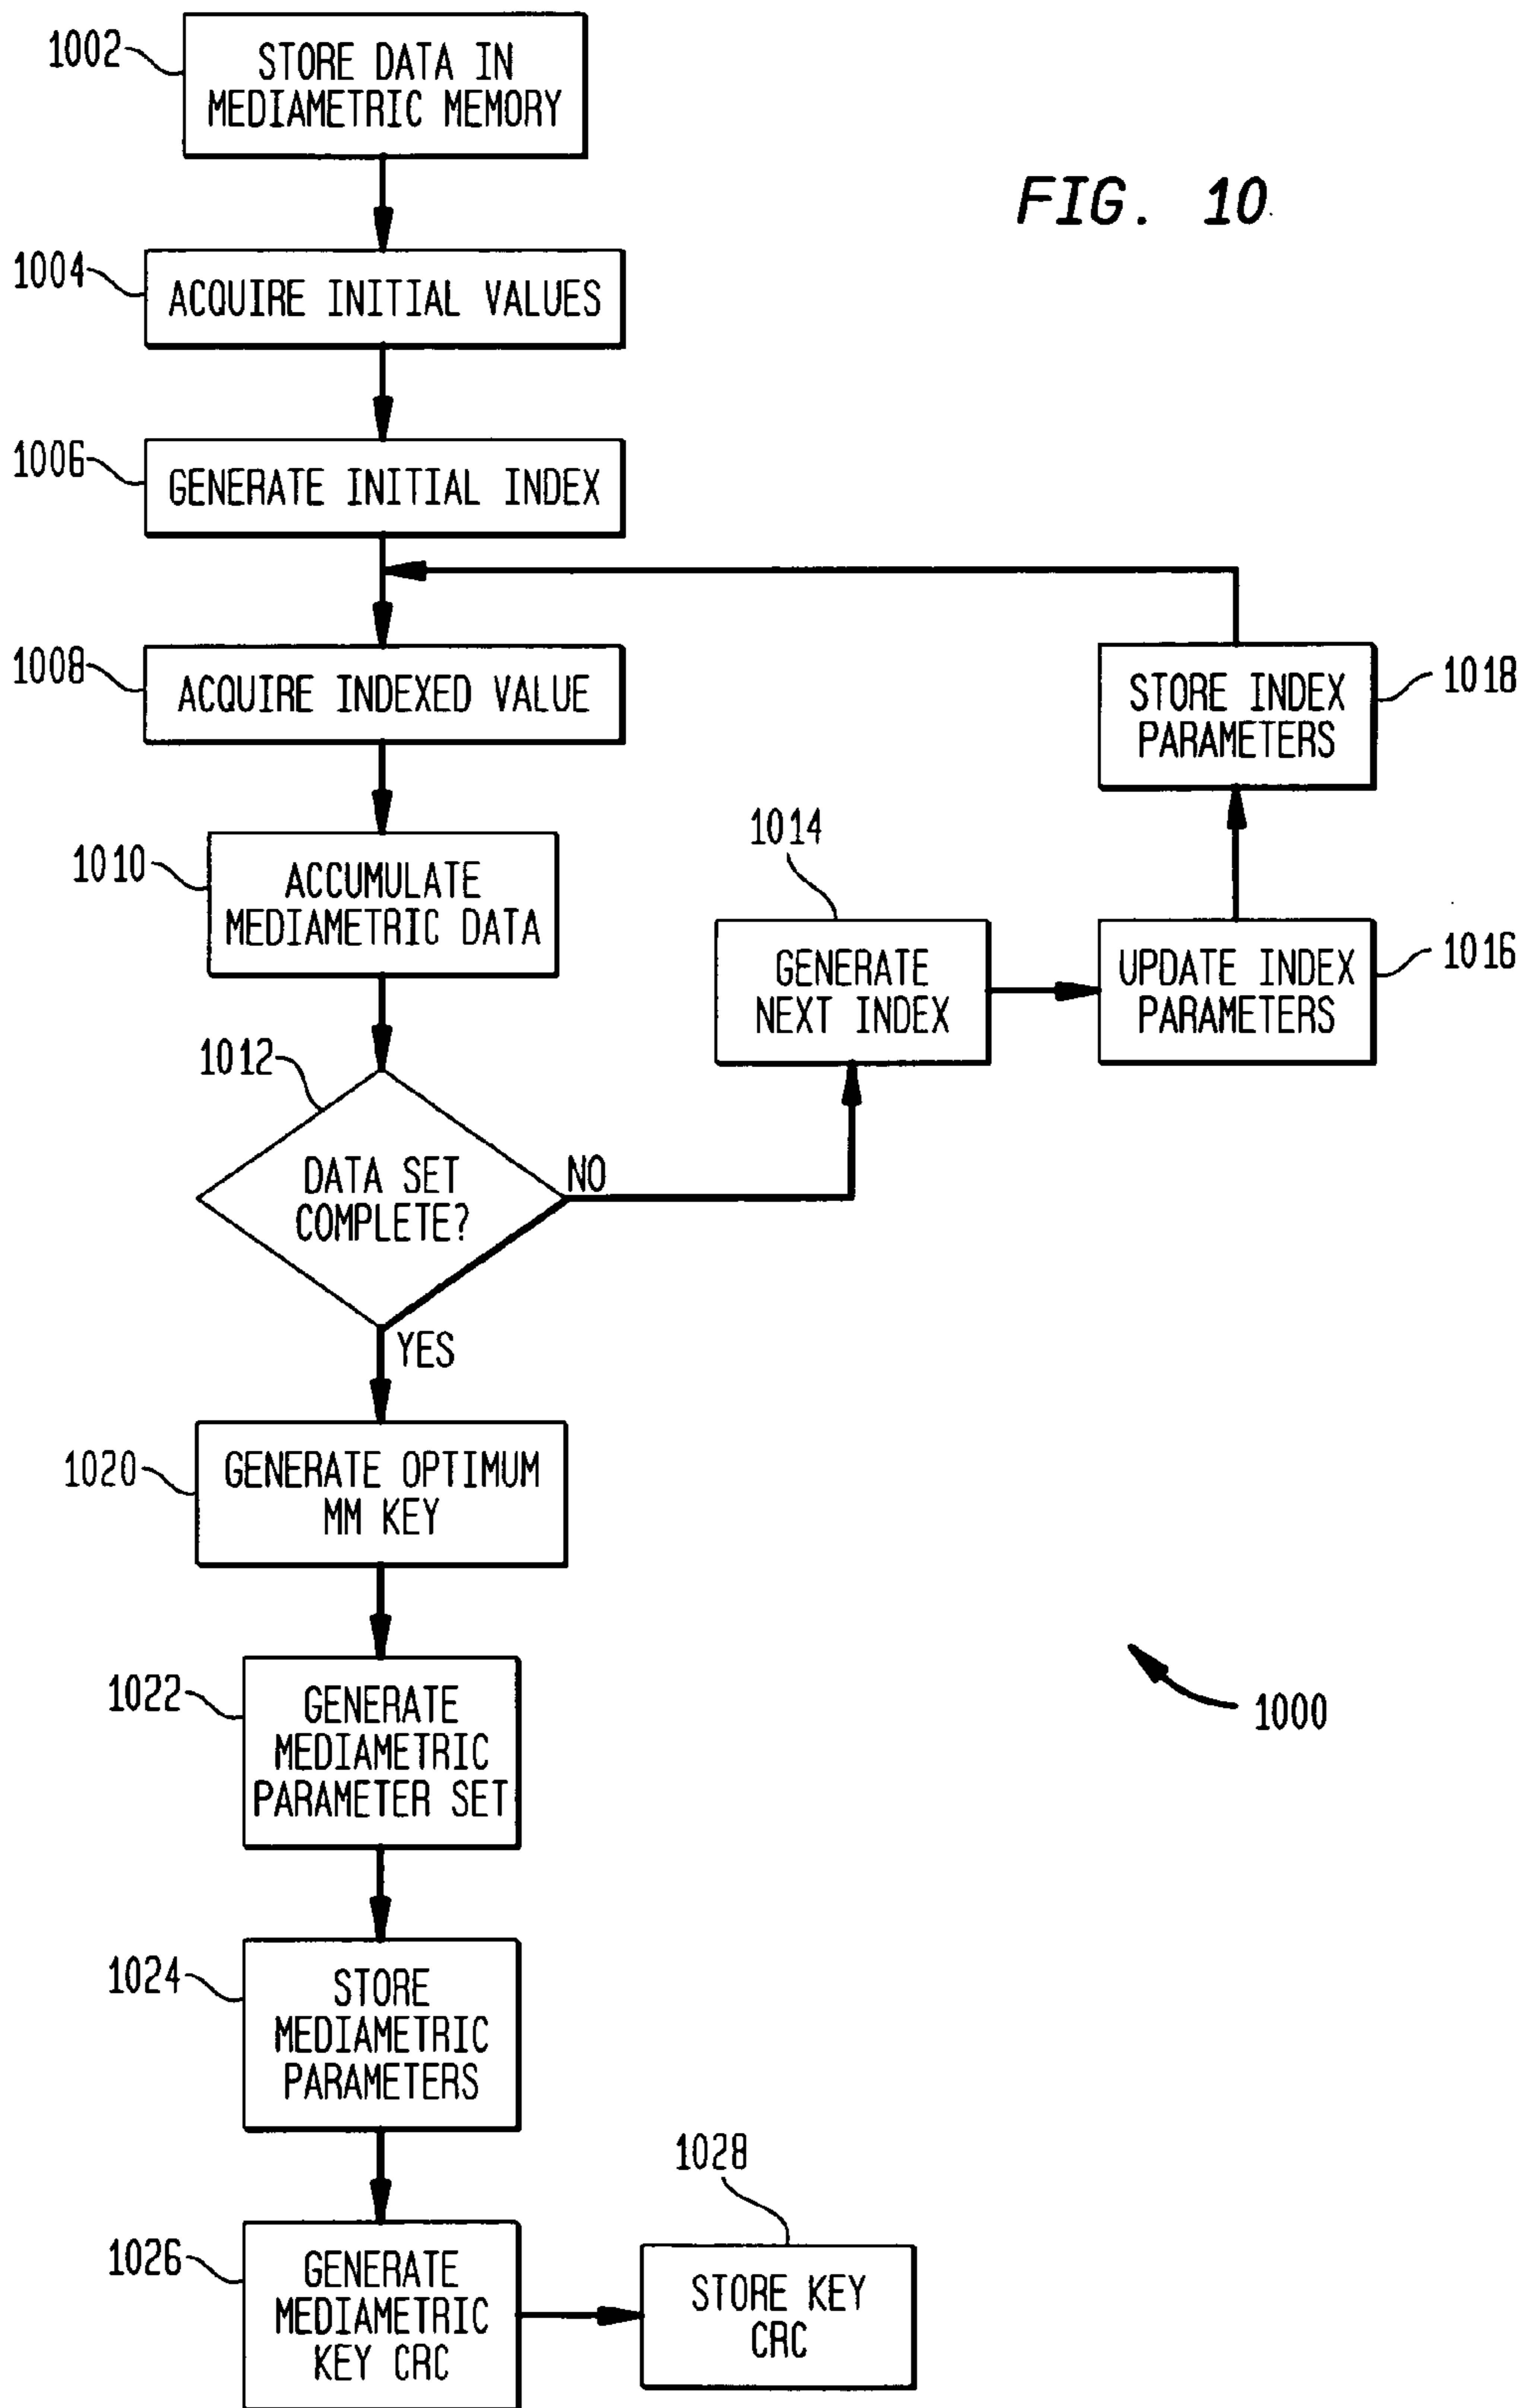 1002
STORE DATA IN
MEDIAMETRIC MEMORY
FIG. 10
1004
ACQUIRE INITIAL VALUES
1006
GENERATE INITIAL INDEX
1008
ACQUIRE INDEXED VALUE
STORE INDEX
PARAMETERS
1018
1010
ACCUMULATE
MEDIAMETRIC DATA
1014
GENERATE
NEXT INDEX
UPDATE INDEX
PARAMETERS
1016
1012
DATA SET
COMPLETE?
NO
YES
1020
GENERATE OPTIMUM
MM KEY
1022
GENERATE
MEDIAMETRIC
PARAMETER SET
1000
1024
STORE
MEDIAMETRIC
PARAMETERS
1026
GENERATE
MEDIAMETRIC
KEY CRC
1028
STORE KEY
CRC